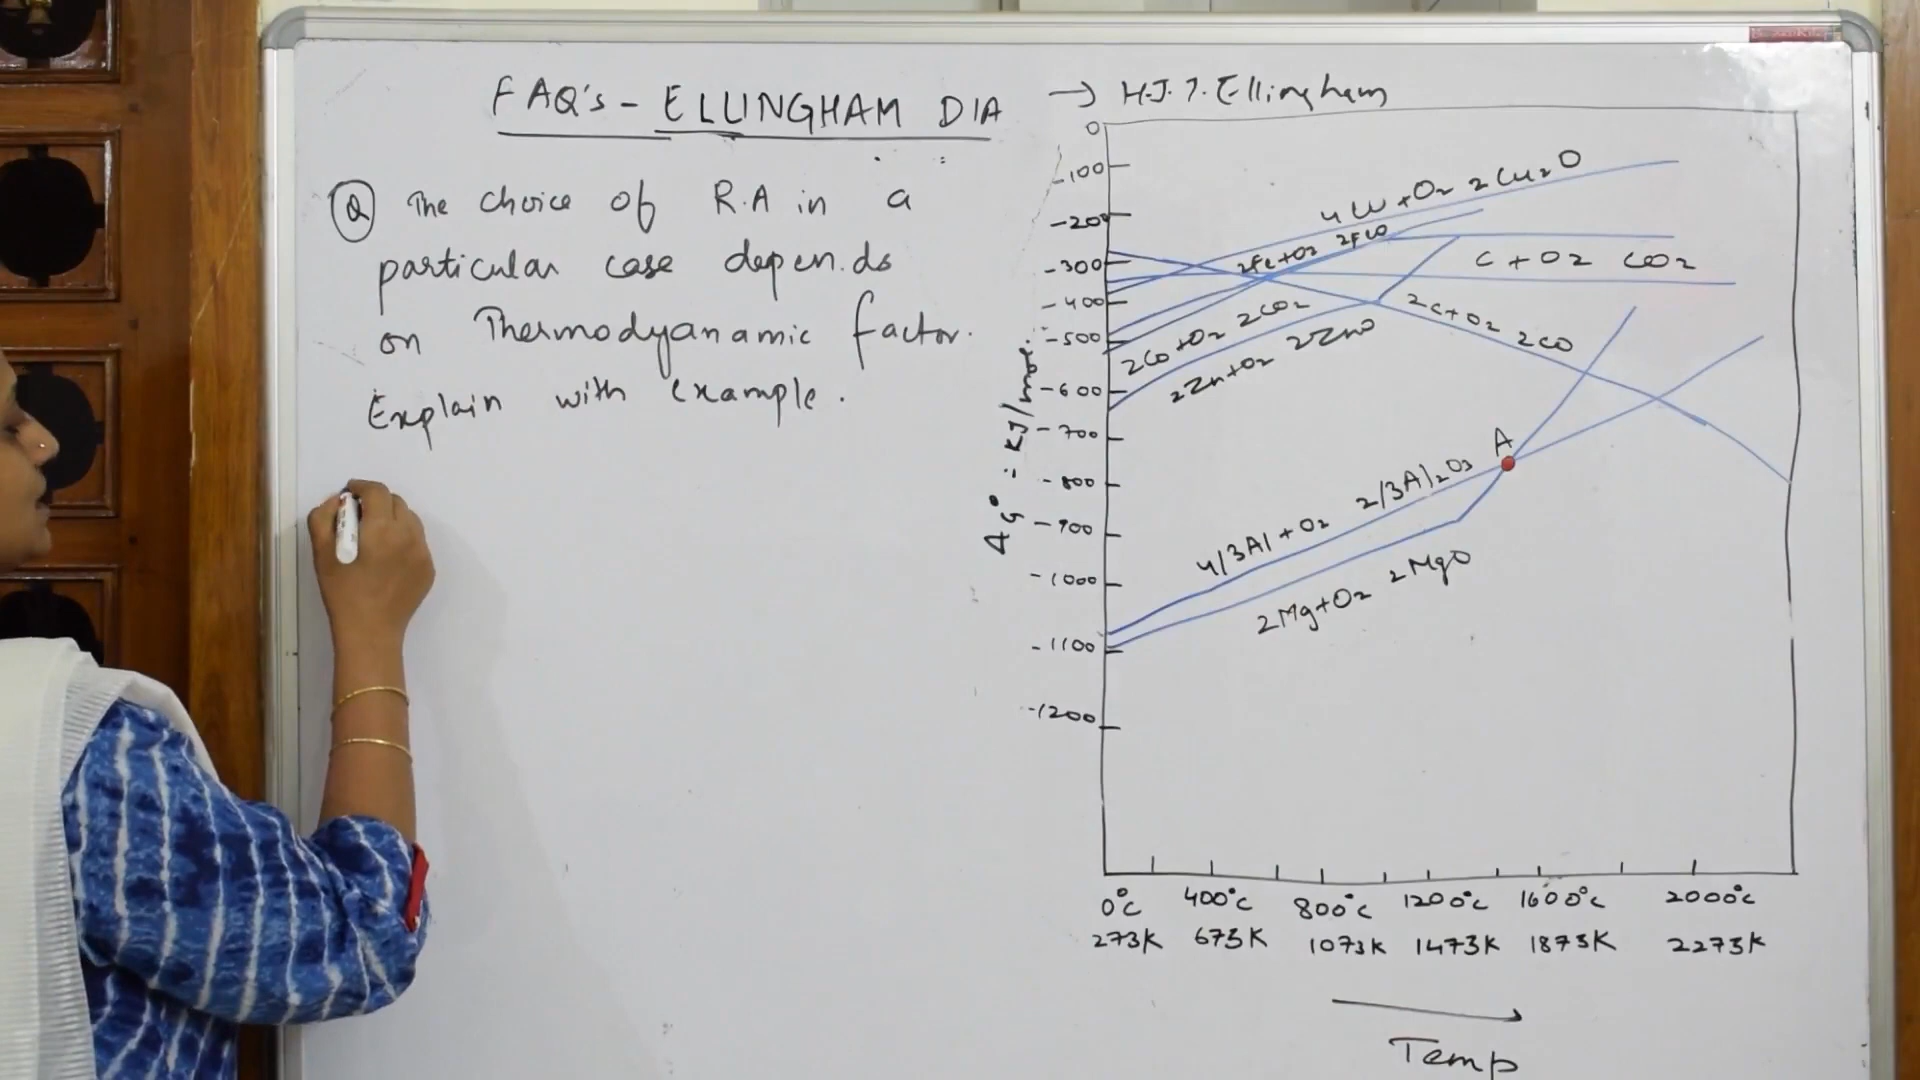 FAQ's - ELLINGHAM DIA
→ H.J.T. Ellingham
Q The choice of R.A in a
particular case depends
on Thermodyanamic factor.
Explain with example.
0
-100
-200
-300
-400
-500
-600
-700
-800
-900
-1000
-1100
-1200
ΔG° = KJ/mol
4Cu + O2 2Cu2O
2Fe+O2 2FeO
C + O2 CO2
2CO+O2 2CO2
2C+O2 2CO
2Zn+O2 2ZnO
A
4/3Al + O2 2/3Al2O3
2Mg+O2 2MgO
0°C 400°C 800°C 1200°C 1600°C 2000°C
273K 673K 1073K 1473K 1873K 2273K
Temp